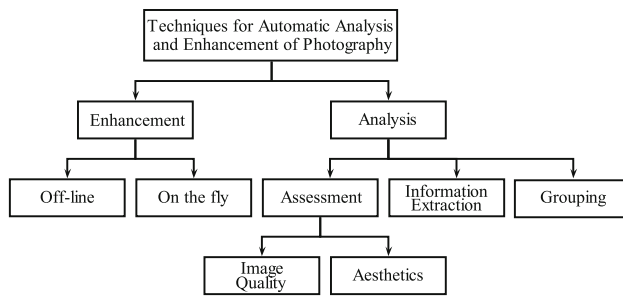 Techniques for Automatic Analysis
and Enhancement of Photography
Enhancement
Analysis
Off-line
On the fly
Assessment
Information
Extraction
Grouping
Image
Quality
Aesthetics